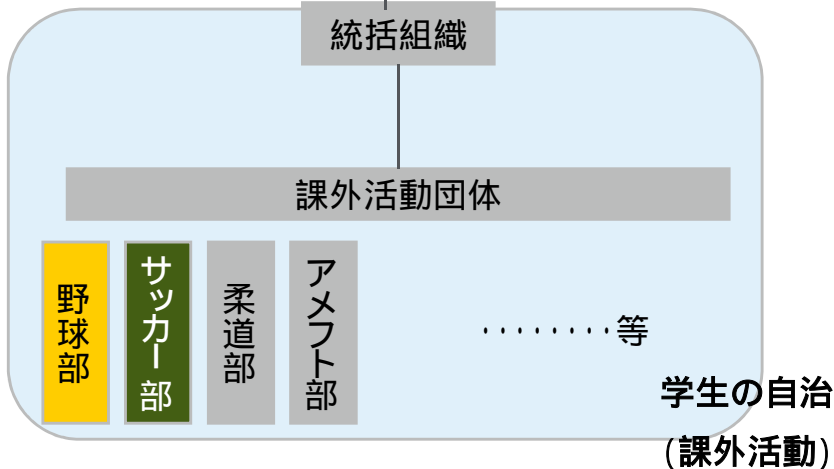 統括組織
課外活動団体
野球部
サッカー部
柔道部
アメフト部
‥‥‥‥等
学生の自治
(課外活動)